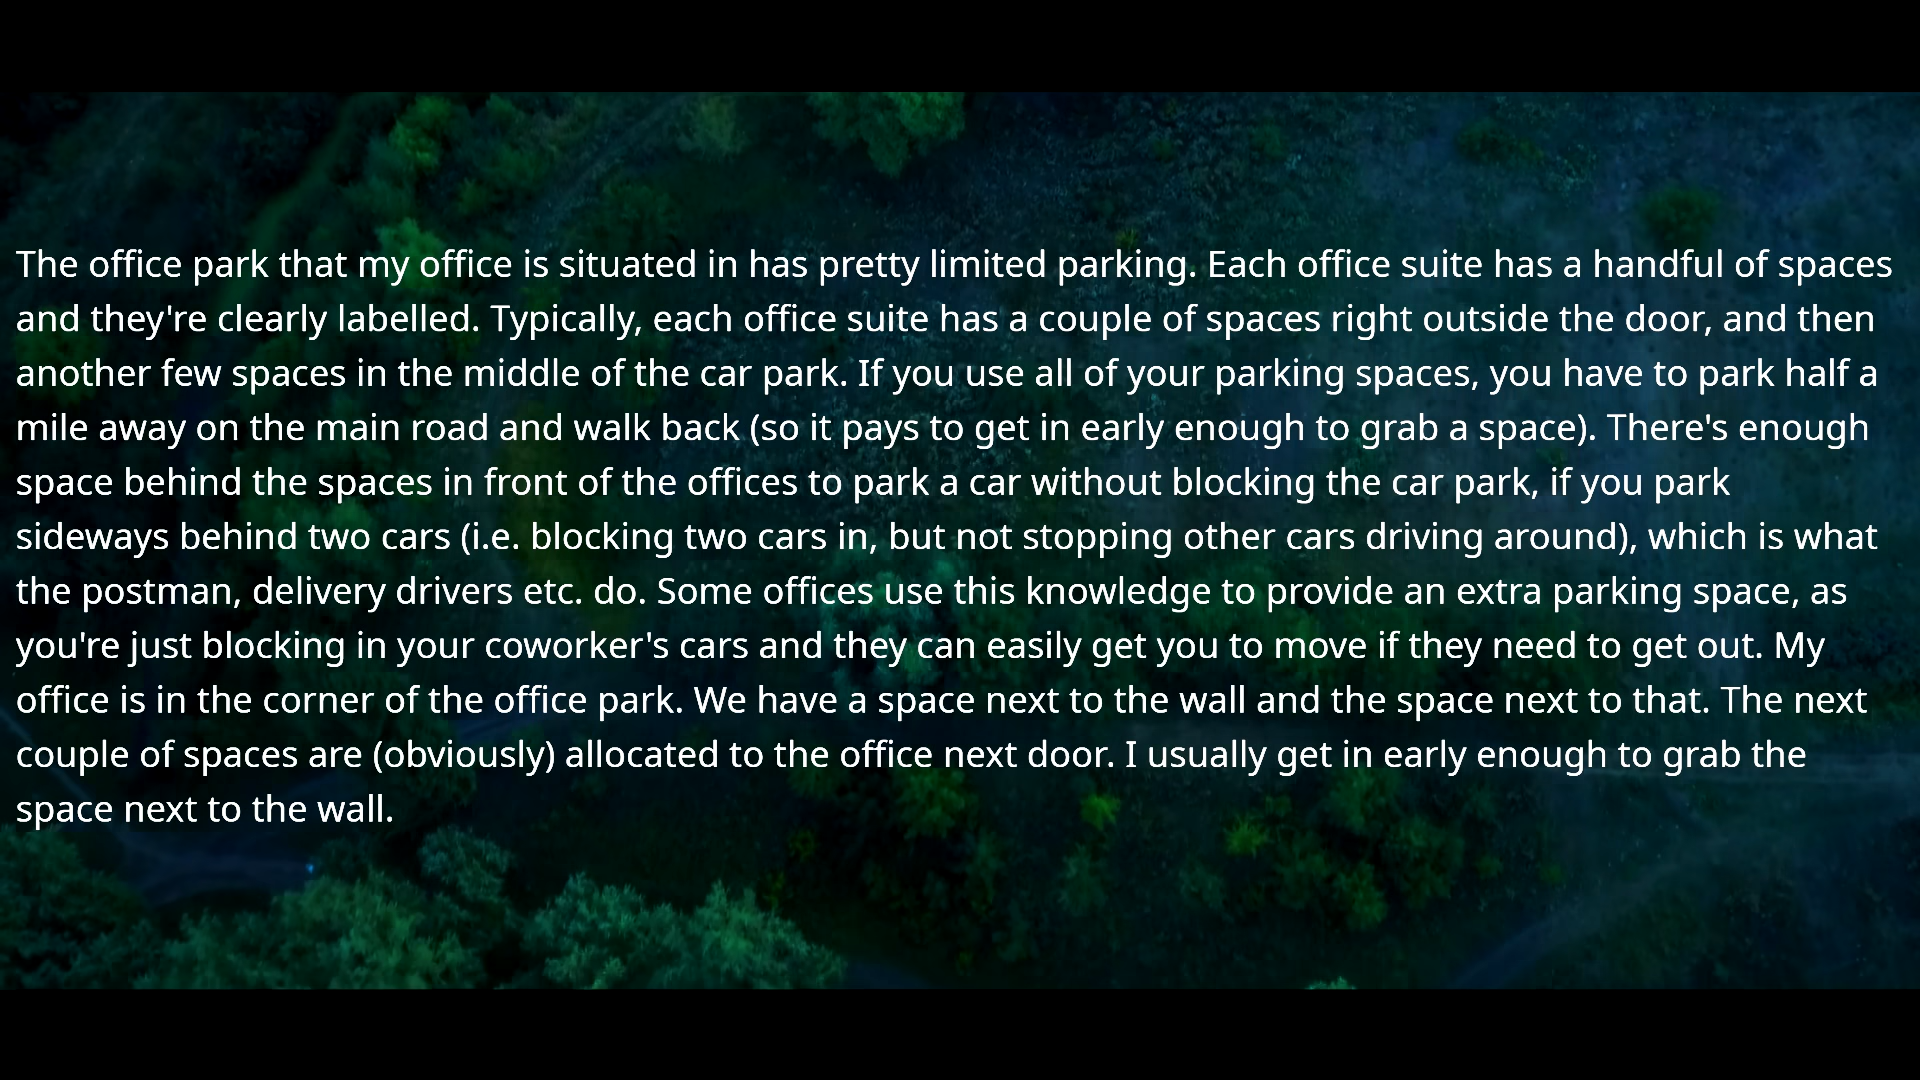 The office park that my office is situated in has pretty limited parking. Each office suite has a handful of spaces
and they're clearly labelled. Typically, each office suite has a couple of spaces right outside the door, and then
another few spaces in the middle of the car park. If you use all of your parking spaces, you have to park half a
mile away on the main road and walk back (so it pays to get in early enough to grab a space). There's enough
space behind the spaces in front of the offices to park a car without blocking the car park, if you park
sideways behind two cars (i.e. blocking two cars in, but not stopping other cars driving around), which is what
the postman, delivery drivers etc. do. Some offices use this knowledge to provide an extra parking space, as
you're just blocking in your coworker's cars and they can easily get you to move if they need to get out. My
office is in the corner of the office park. We have a space next to the wall and the space next to that. The next
couple of spaces are (obviously) allocated to the office next door. I usually get in early enough to grab the
space next to the wall.